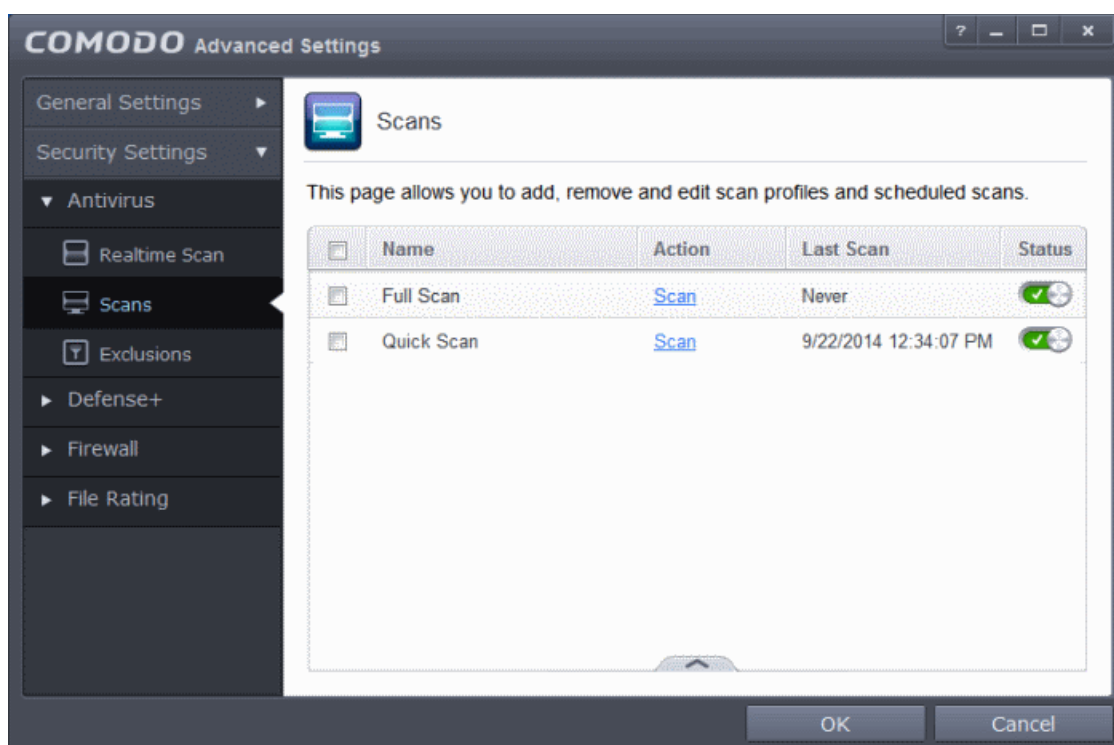 COMODO Advanced Settings
?
General Settings
Security Settings
Antivirus
Realtime Scan
Scans
Exclusions
Defense+
Firewall
File Rating
Scans
This page allows you to add, remove and edit scan profiles and scheduled scans.
Name Action Last Scan Status
Full Scan Scan Never
Quick Scan Scan 9/22/2014 12:34:07 PM
OK Cancel